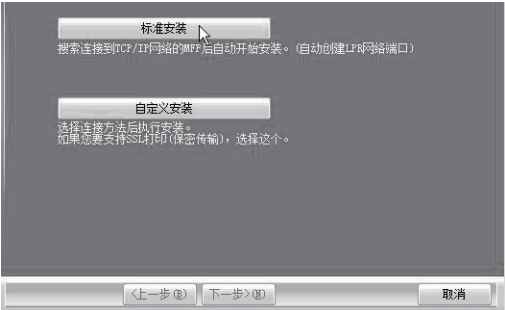 标准安装
搜索连接到TCP/IP网络的MFP后自动开始安装。(自动创建LPR网络端口)
自定义安装
选择连接方法后执行安装。
如果您要支持SSL打印(保密传输)，选择这个。
<上一步(B) 下一步>(N) 取消